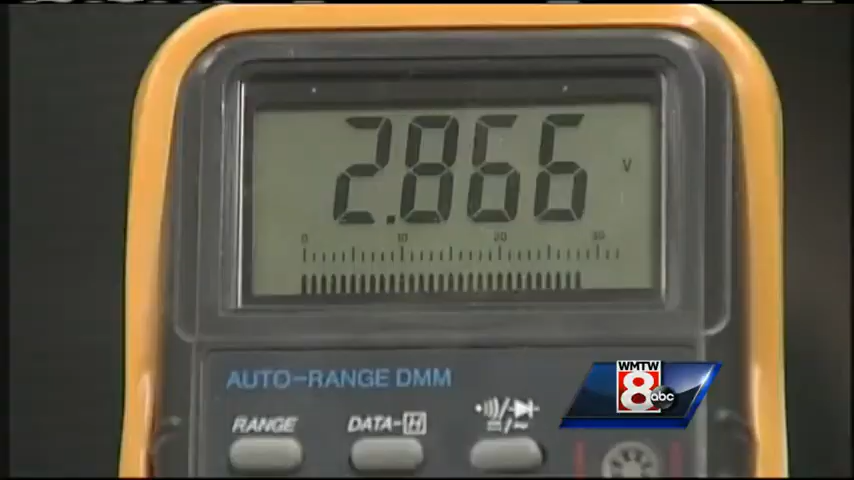 2.866 V
0 10 20 30
AUTO-RANGE DMM
RANGE DATA-H
WMTW
8 abc